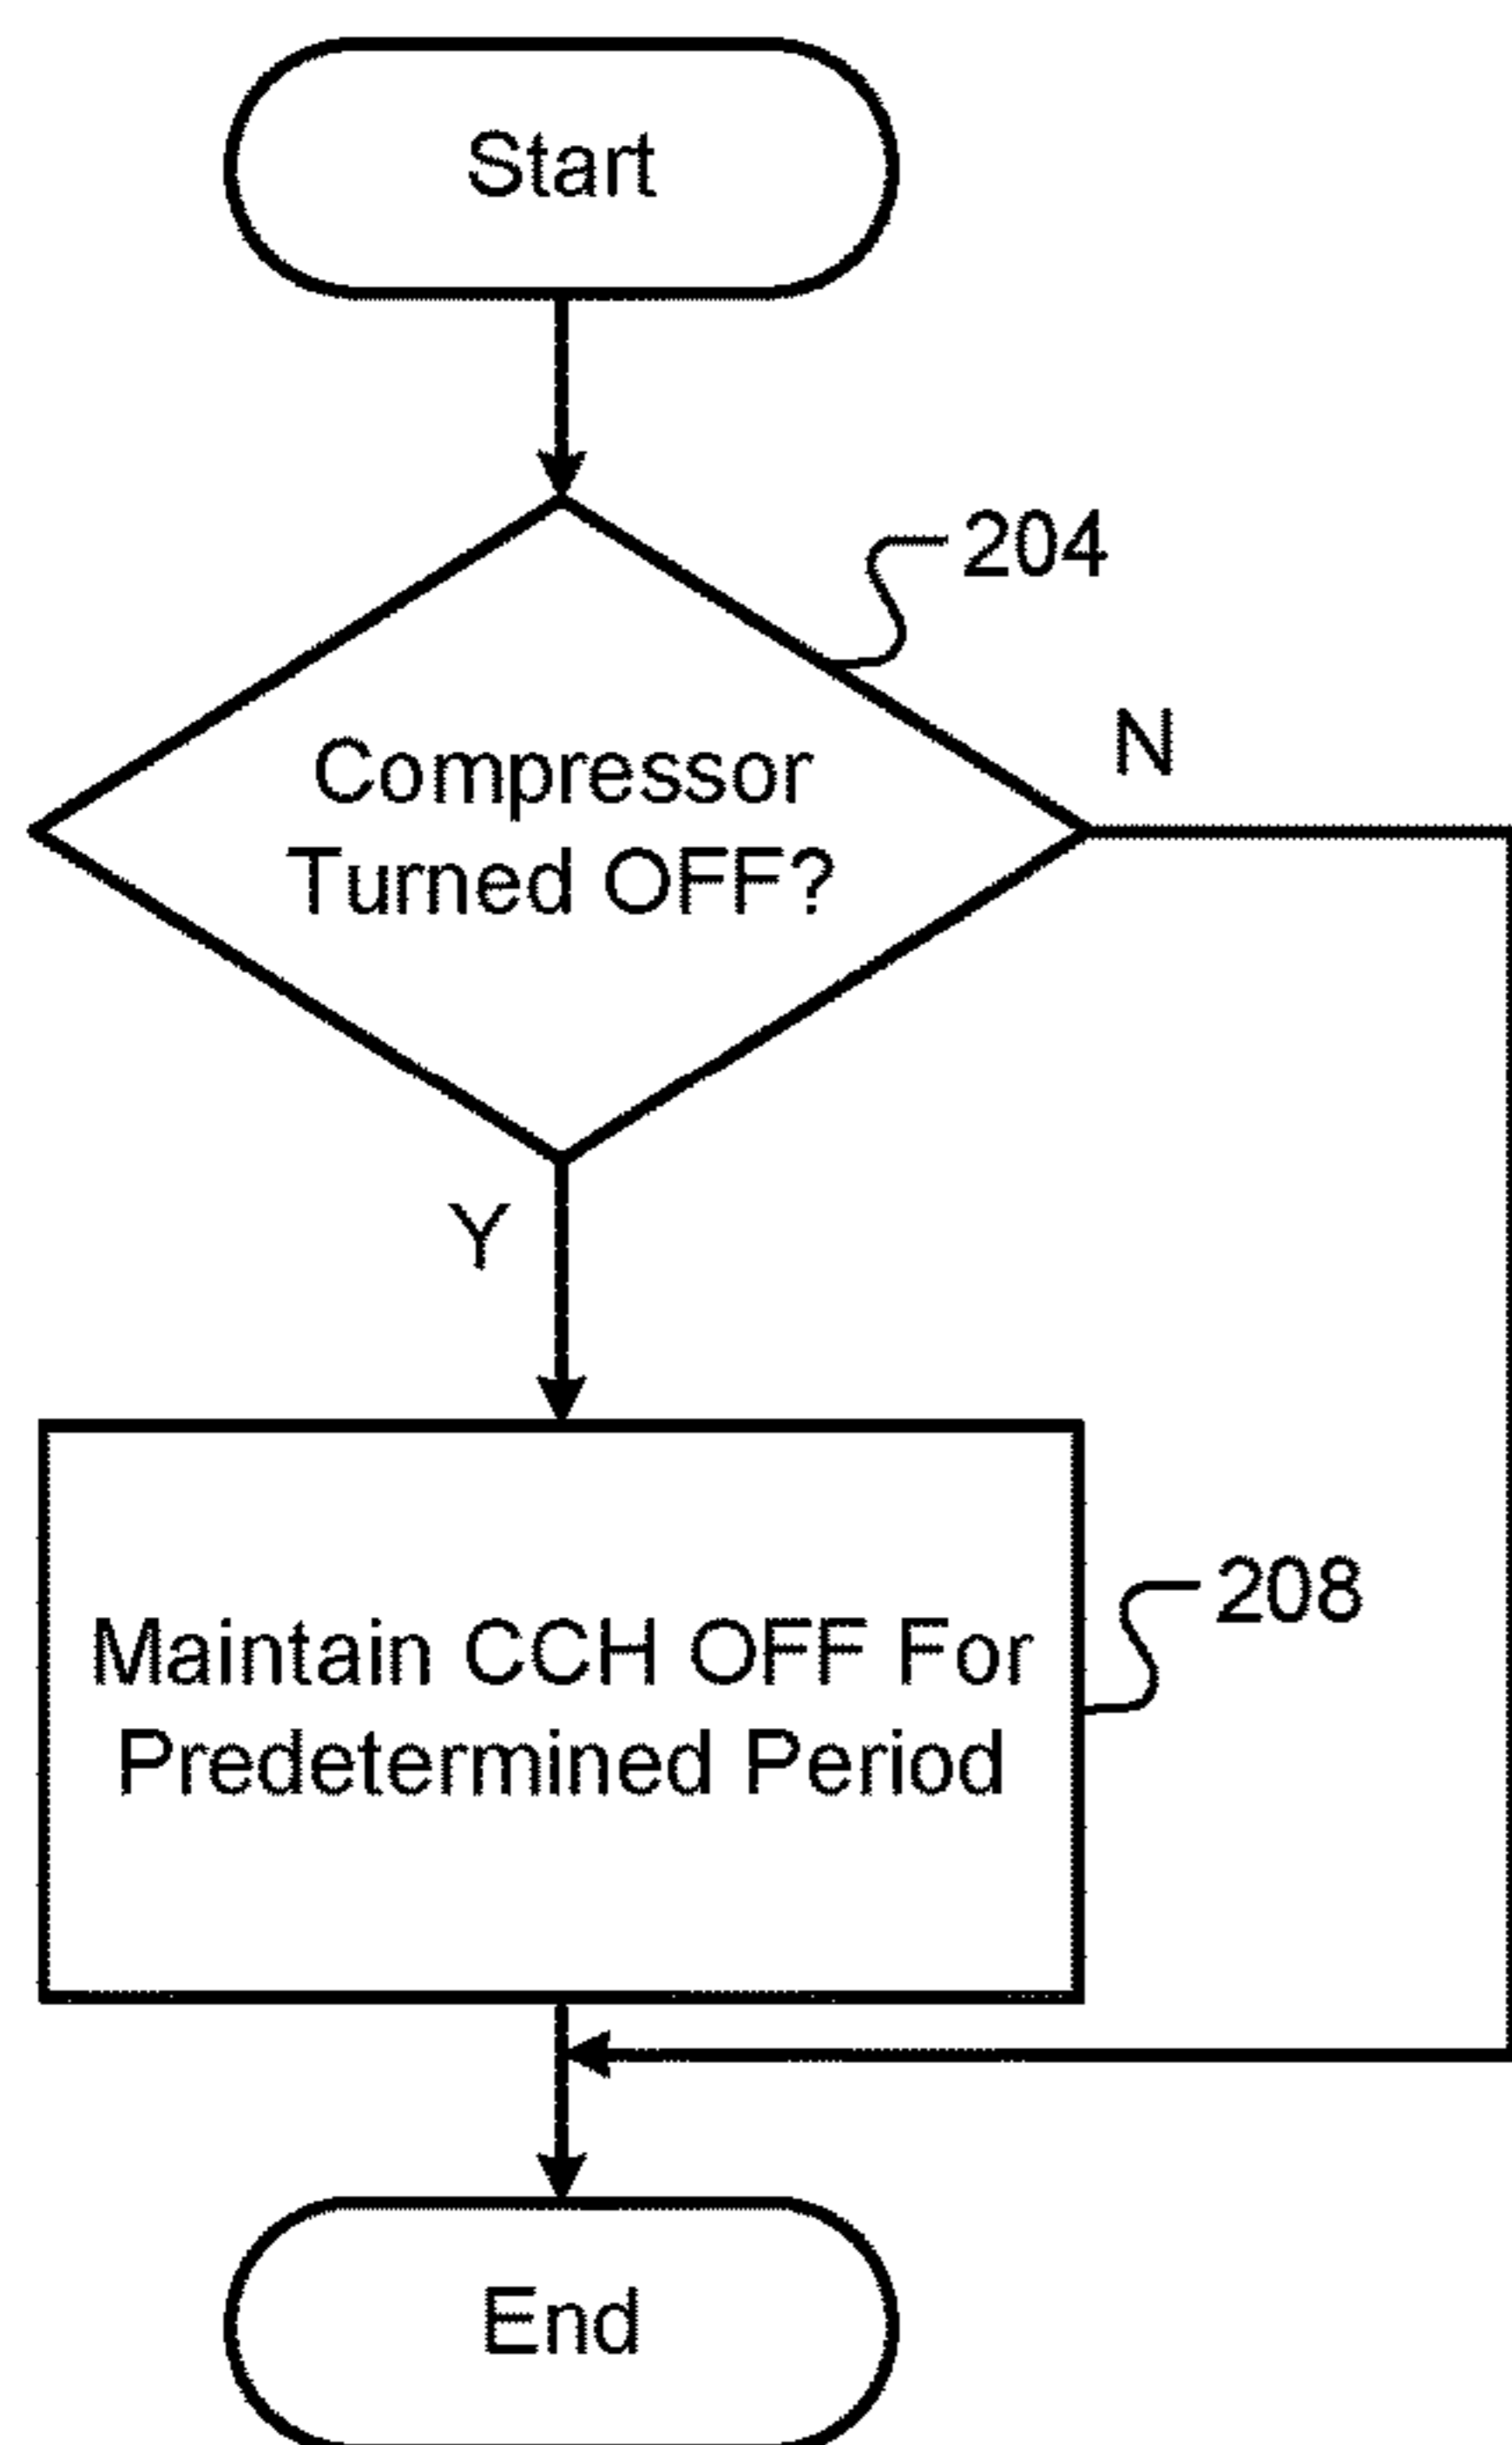 Start
204
N
Compressor
Turned OFF?
Y
208
Maintain CCH OFF For
Predetermined Period
End